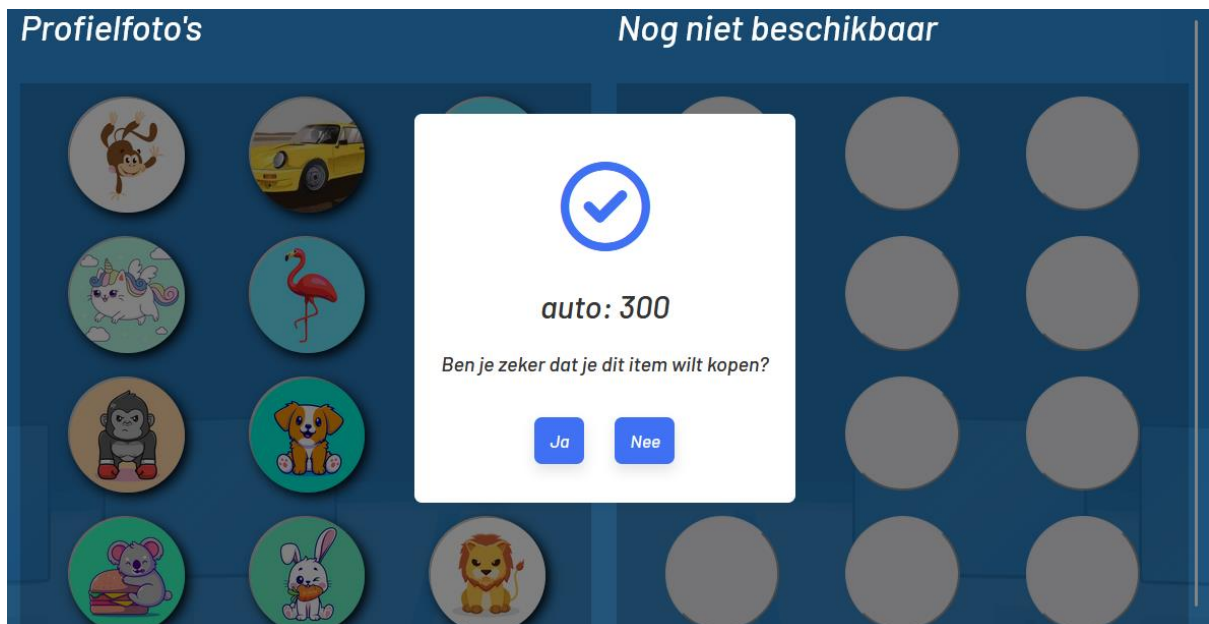 Profielfoto's
Nog niet beschikbaar
auto: 300
Ben je zeker dat je dit item wilt kopen?
Ja
Nee